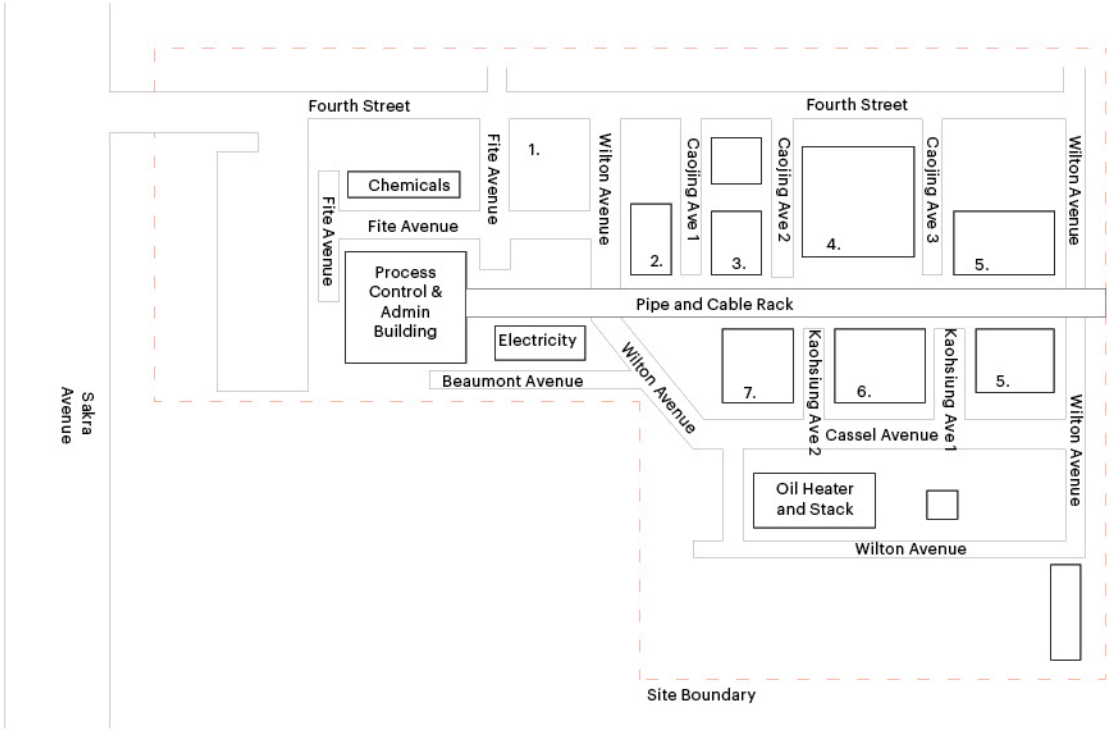 Fourth Street
Fourth Street
Fite Avenue
1.
Wilton Avenue
Caojing Ave 1
Caojing Ave 2
Caojing Ave 3
Wilton Avenue
Chemicals
Fite Avenue
Fite Avenue
2.
3.
4.
5.
Process
Control &
Admin
Building
Pipe and Cable Rack
Electricity
Wilton Avenue
Beaumont Avenue
7.
Kaohsiung Ave 2
6.
Kaohsiung Ave 1
5.
Sakra
Avenue
Cassel Avenue
Wilton Avenue
Oil Heater
and Stack
Wilton Avenue
Site Boundary